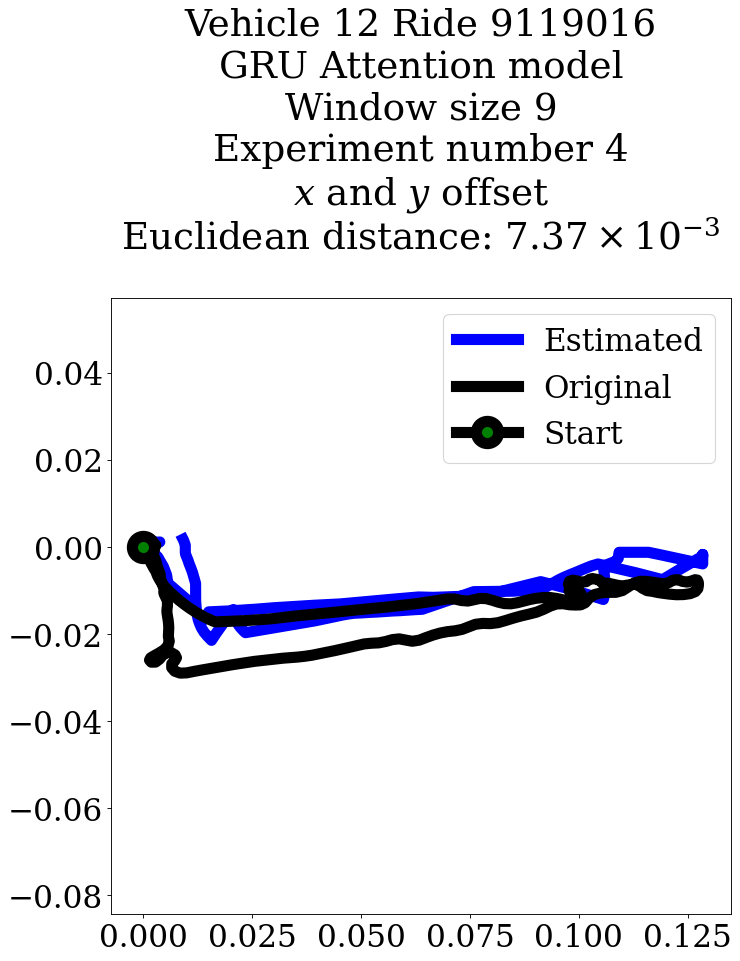 Vehicle 12 Ride 9119016
GRU Attention model
Window size 9
Experiment number 4
x and y offset
Euclidean distance: 7.37 × 10⁻³
Estimated
Original
Start
0.04
0.02
0.00
−0.02
−0.04
−0.06
−0.08
0.000 0.025 0.050 0.075 0.100 0.125